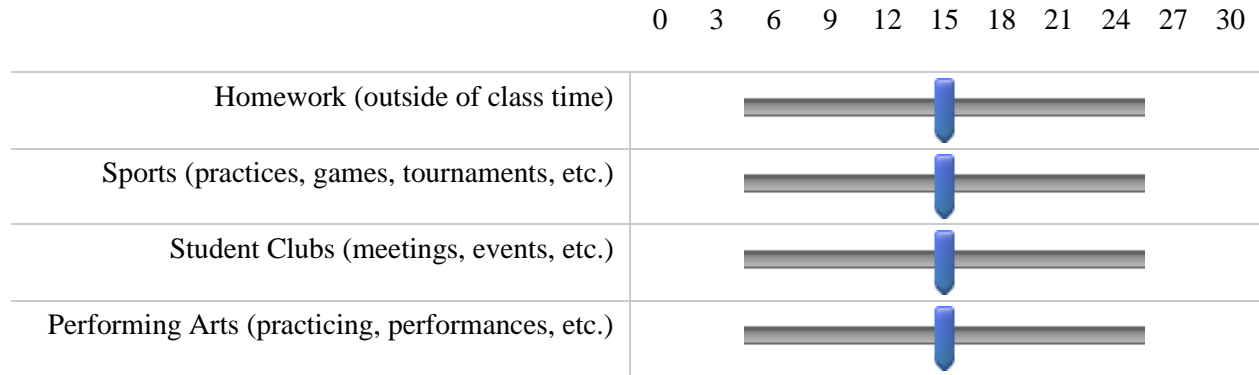 0 3 6 9 12 15 18 21 24 27 30
Homework (outside of class time)
Sports (practices, games, tournaments, etc.)
Student Clubs (meetings, events, etc.)
Performing Arts (practicing, performances, etc.)